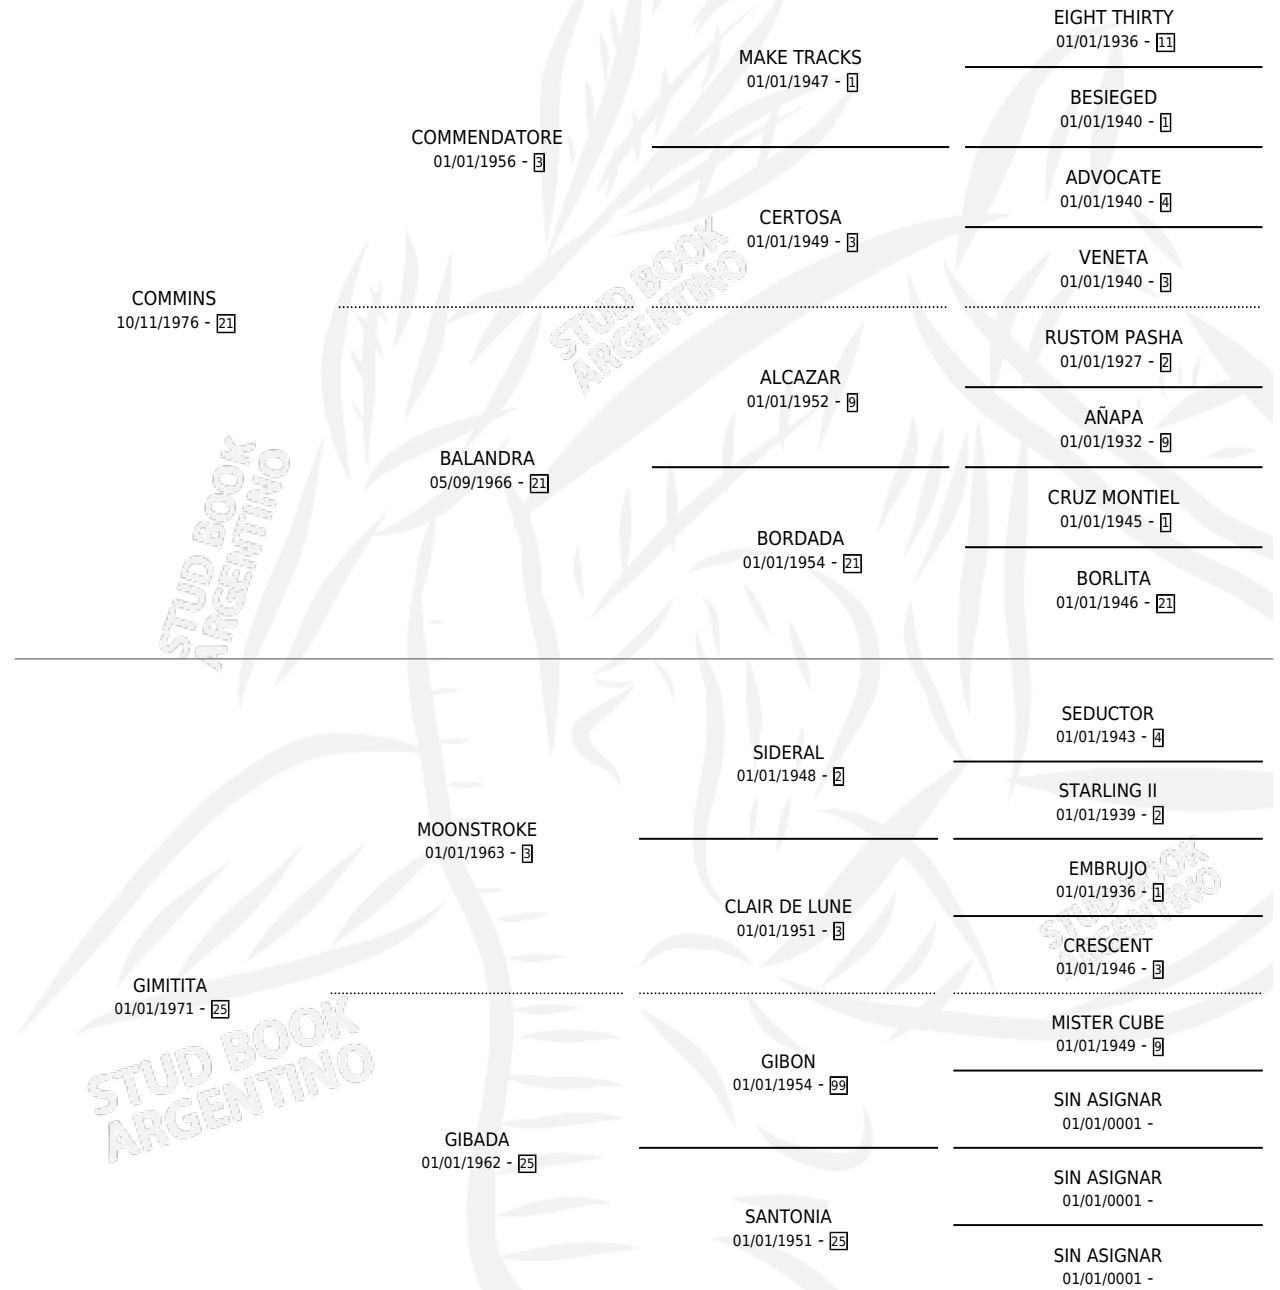 EIGHT THIRTY
01/01/1936 - 11
MAKE TRACKS
01/01/1947 - 1
BESIEGED
01/01/1940 - 1
COMMENDATORE
01/01/1956 - 3
ADVOCATE
01/01/1940 - 4
CERTOSA
01/01/1949 - 3
VENETA
01/01/1940 - 3
COMMINS
10/11/1976 - 21
RUSTOM PASHA
01/01/1927 - 2
ALCAZAR
01/01/1952 - 9
AÑAPA
01/01/1932 - 9
BALANDRA
05/09/1966 - 21
CRUZ MONTIEL
01/01/1945 - 1
BORDADA
01/01/1954 - 21
BORLITA
01/01/1946 - 21
SEDUCTOR
01/01/1943 - 4
SIDERAL
01/01/1948 - 2
STARLING II
01/01/1939 - 2
MOONSTROKE
01/01/1963 - 3
EMBRUJO
01/01/1936 - 1
CLAIR DE LUNE
01/01/1951 - 3
CRESCENT
01/01/1946 - 3
GIMITITA
01/01/1971 - 25
MISTER CUBE
01/01/1949 - 9
GIBON
01/01/1954 - 99
SIN ASIGNAR
01/01/0001 -
GIBADA
01/01/1962 - 25
SIN ASIGNAR
01/01/0001 -
SANTONIA
01/01/1951 - 25
SIN ASIGNAR
01/01/0001 -
STUD BOOK
ARGENTINO
STUD BOOK
ARGENTINO
STUD BOOK
ARGENTINO
STUD BOOK
ARGENTINO